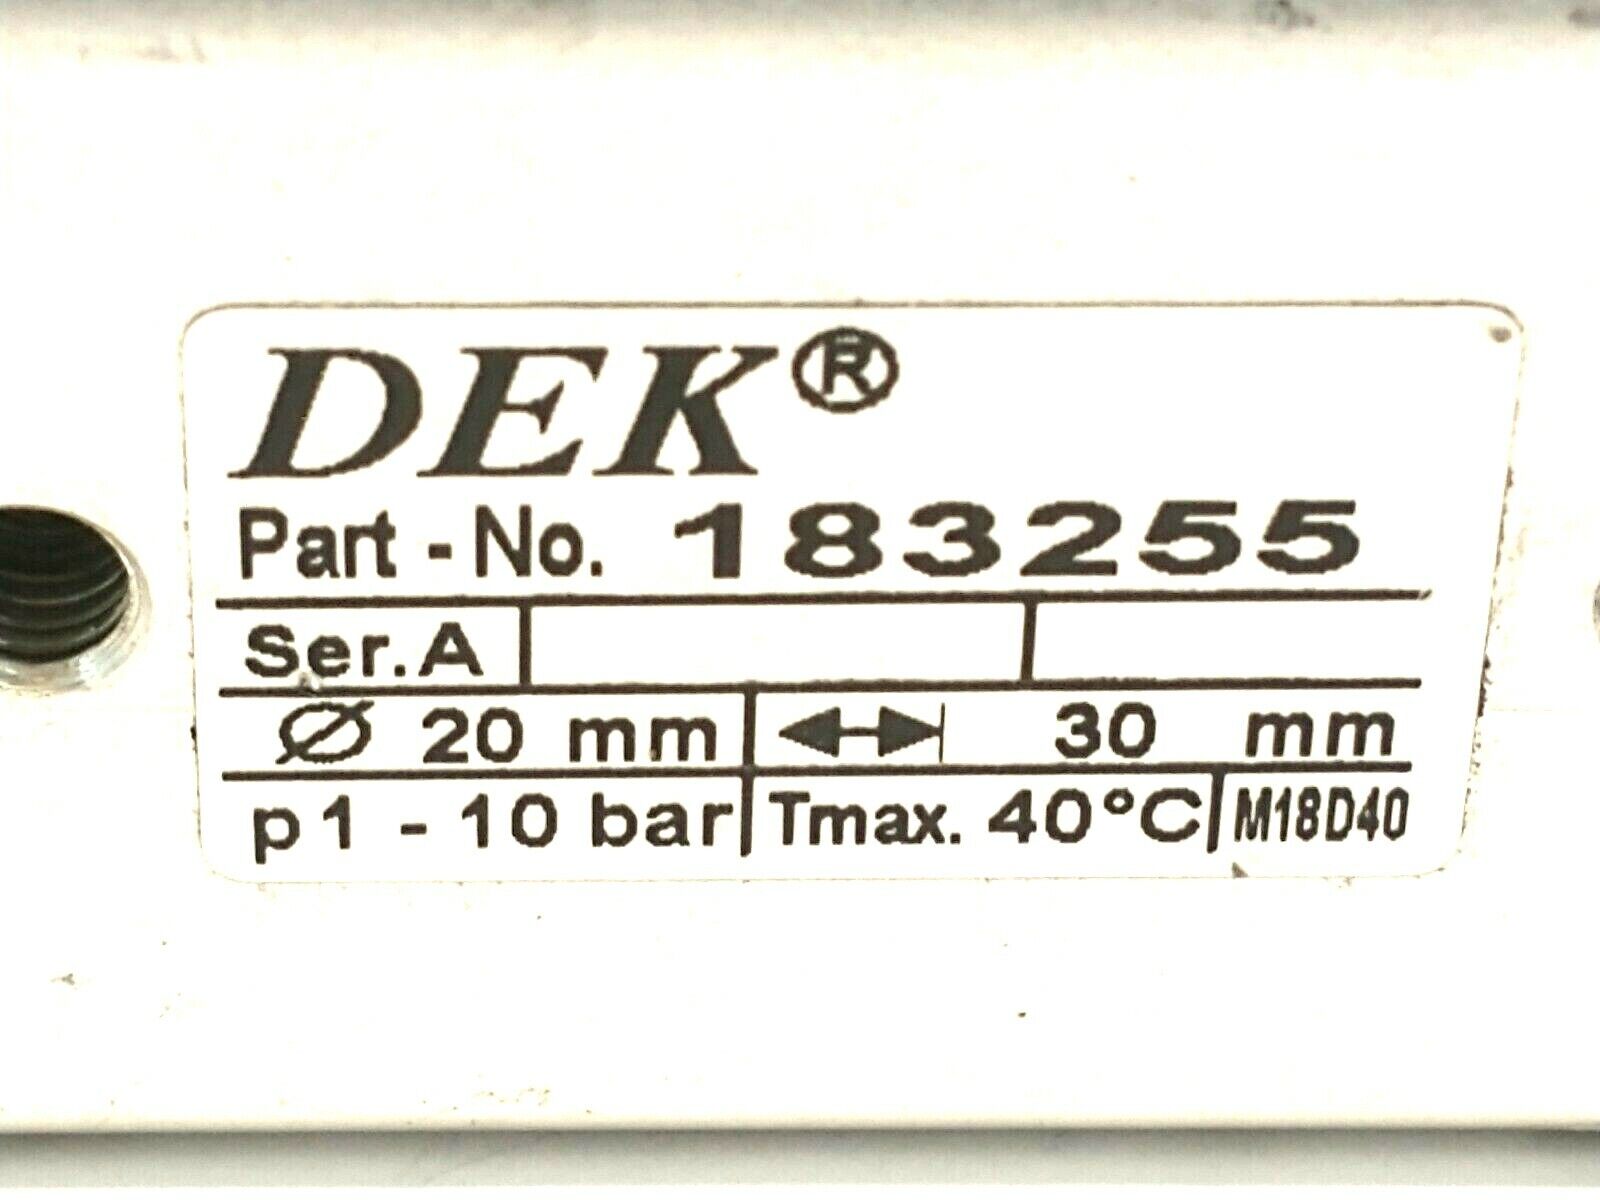 DEK®
Part - No. 183255
Ser. A
Ø 20 mm 30 mm
p1 - 10 bar Tmax. 40°C M18D40